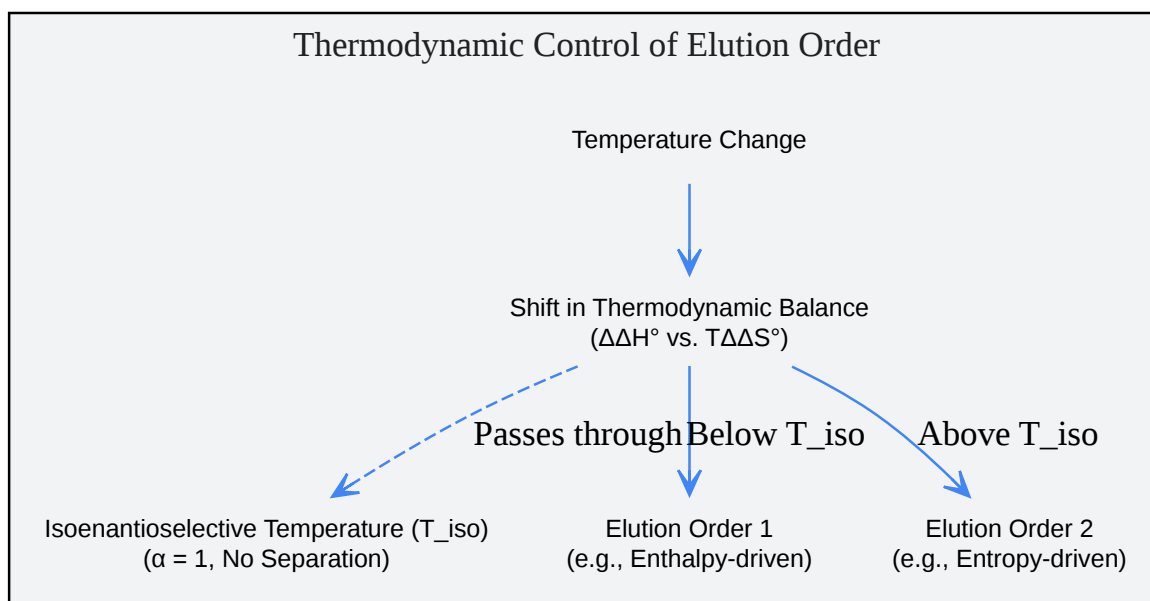 Thermodynamic Control of Elution Order
Temperature Change
Shift in Thermodynamic Balance
(ΔΔH° vs. TΔΔS°)
Passes through
Below T_iso
Above T_iso
Isoenantioselective Temperature (T_iso)
(α = 1, No Separation)
Elution Order 1
(e.g., Enthalpy-driven)
Elution Order 2
(e.g., Entropy-driven)